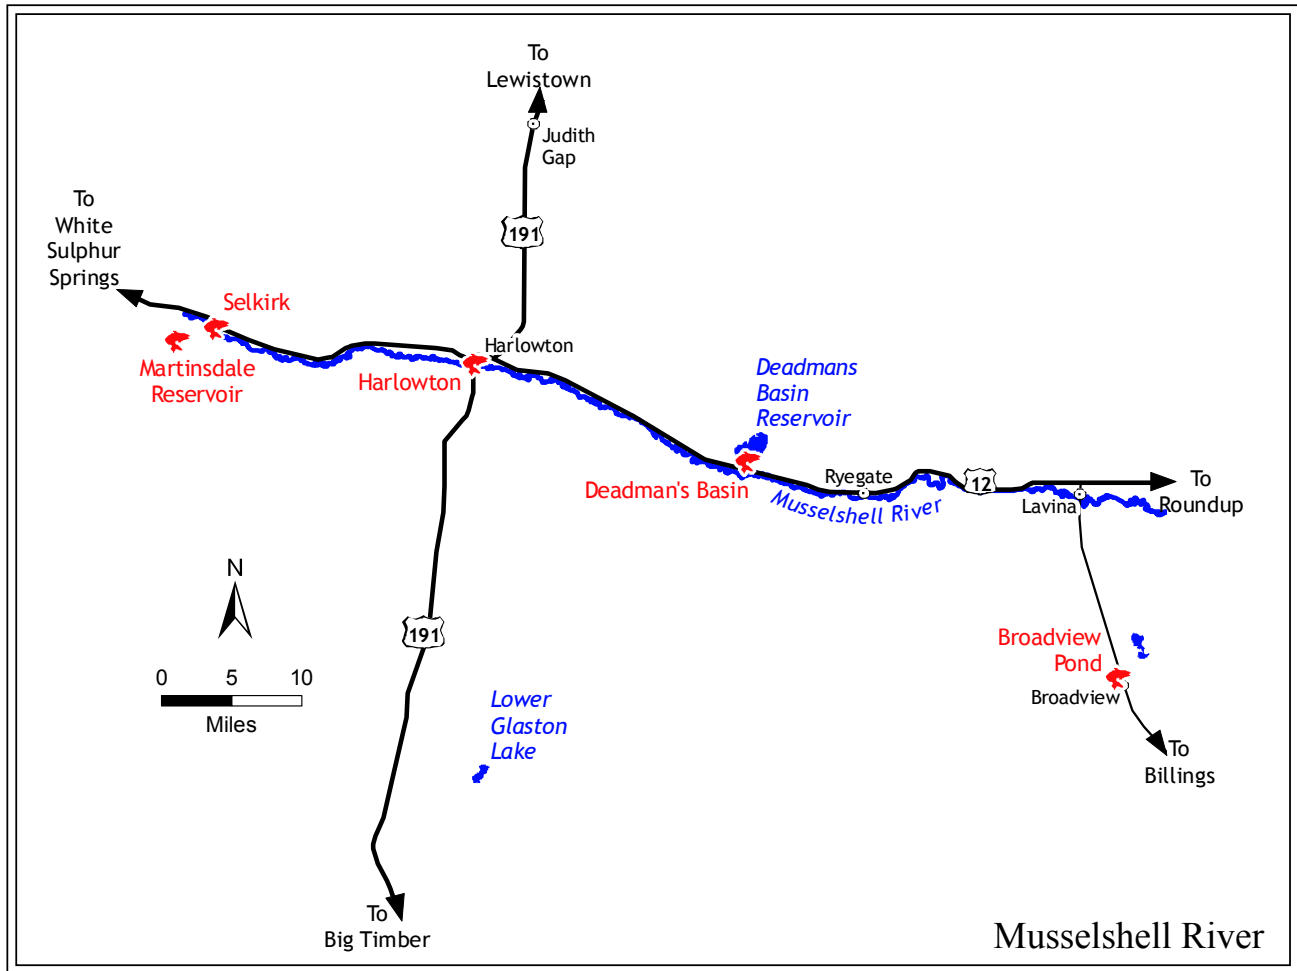 To
Lewistown
Judith
Gap
191
To
White
Sulphur
Springs
Selkirk
Martinsdale
Reservoir
Harlowton
Harlowton
Deadmans
Basin
Reservoir
Deadman's Basin
Ryegate
Musselshell River
12
Lavina
To
Roundup
N
0 5 10
Miles
191
Lower
Glaston
Lake
Broadview
Pond
Broadview
To
Billings
To
Big Timber
Musselshell River